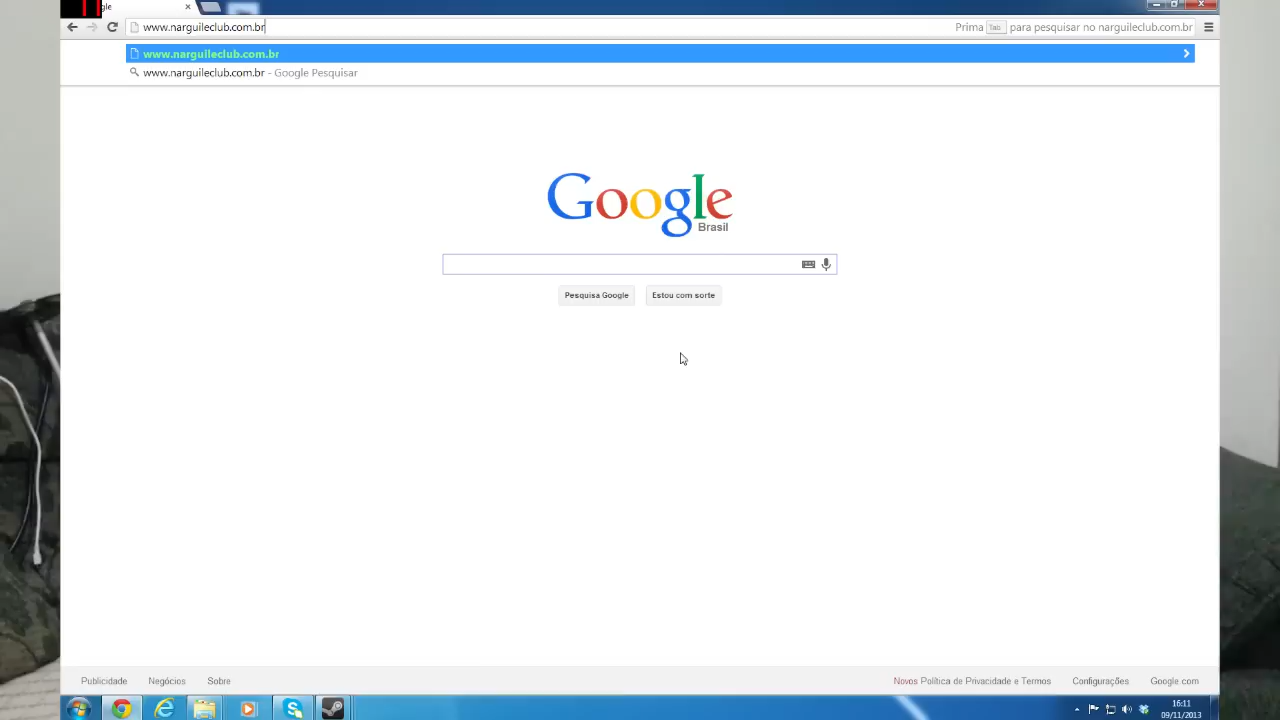 gle
www.narguileclub.com.br
Prima Tab para pesquisar no narguileclub.com.br
www.narguileclub.com.br
www.narguileclub.com.br - Google Pesquisar
Google
Brasil
Pesquisa Google
Estou com sorte
Publicidade
Negócios
Sobre
Novos Política de Privacidade e Termos
Configurações
Google.com
16:11
09/11/2013